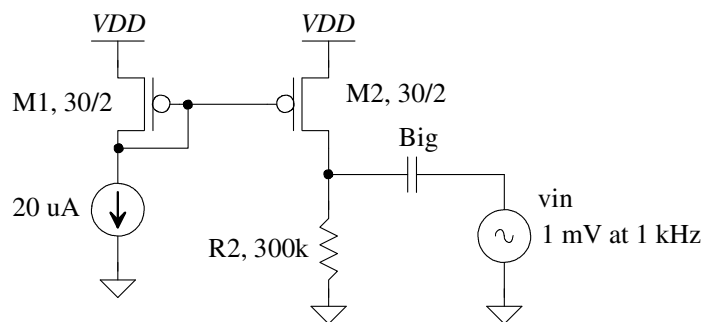 VDD
VDD
M1, 30/2
M2, 30/2
Big
20 uA
vin
1 mV at 1 kHz
R2, 300k